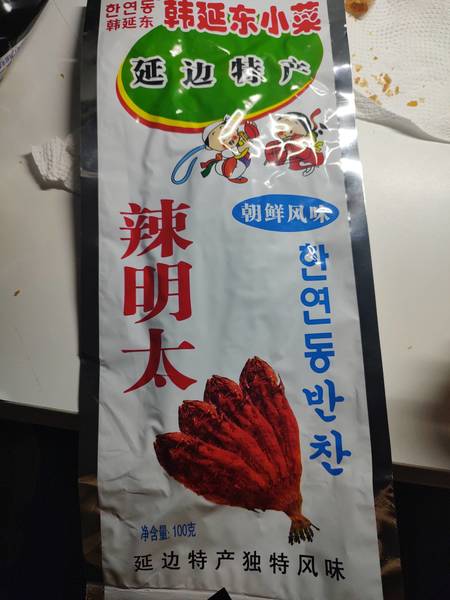 한연동
韩延东
韩延东小菜
延边特产
朝鲜风味
辣明太
한연동반찬
净含量:100克
延边特产独特风味